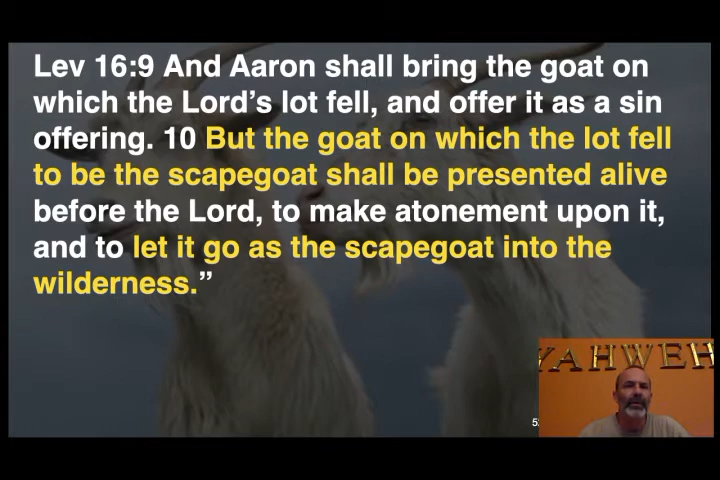 Lev 16:9 And Aaron shall bring the goat on
which the Lord’s lot fell, and offer it as a sin
offering. 10 But the goat on which the lot fell
to be the scapegoat shall be presented alive
before the Lord, to make atonement upon it,
and to let it go as the scapegoat into the
wilderness.”
YAHWEH